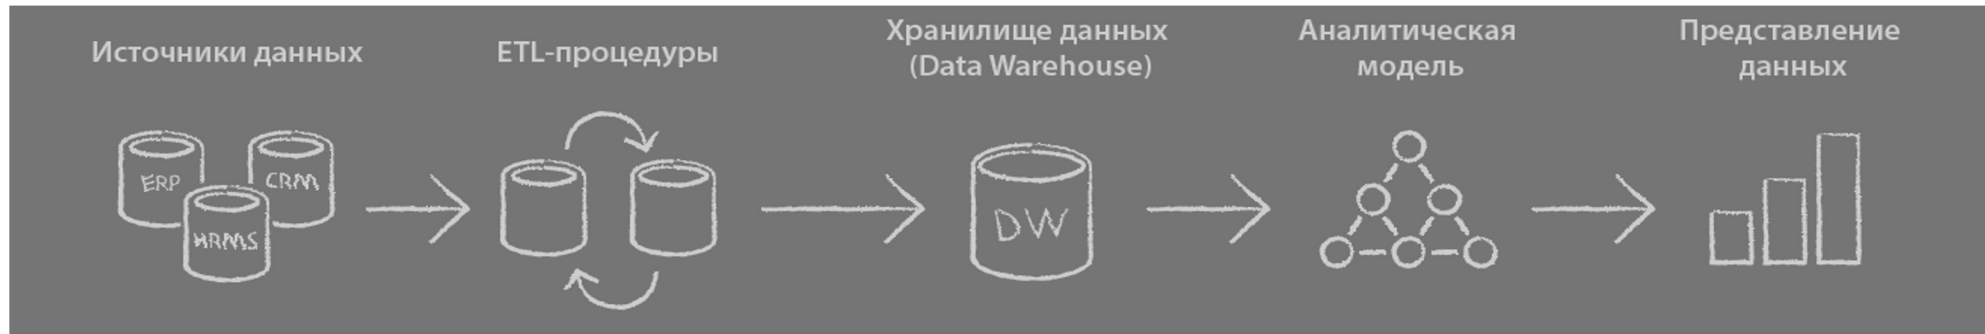 Источники данных
ETL-процедуры
Хранилище данных
(Data Warehouse)
Аналитическая
модель
Представление
данных
ERP
CRM
HRMS
DW